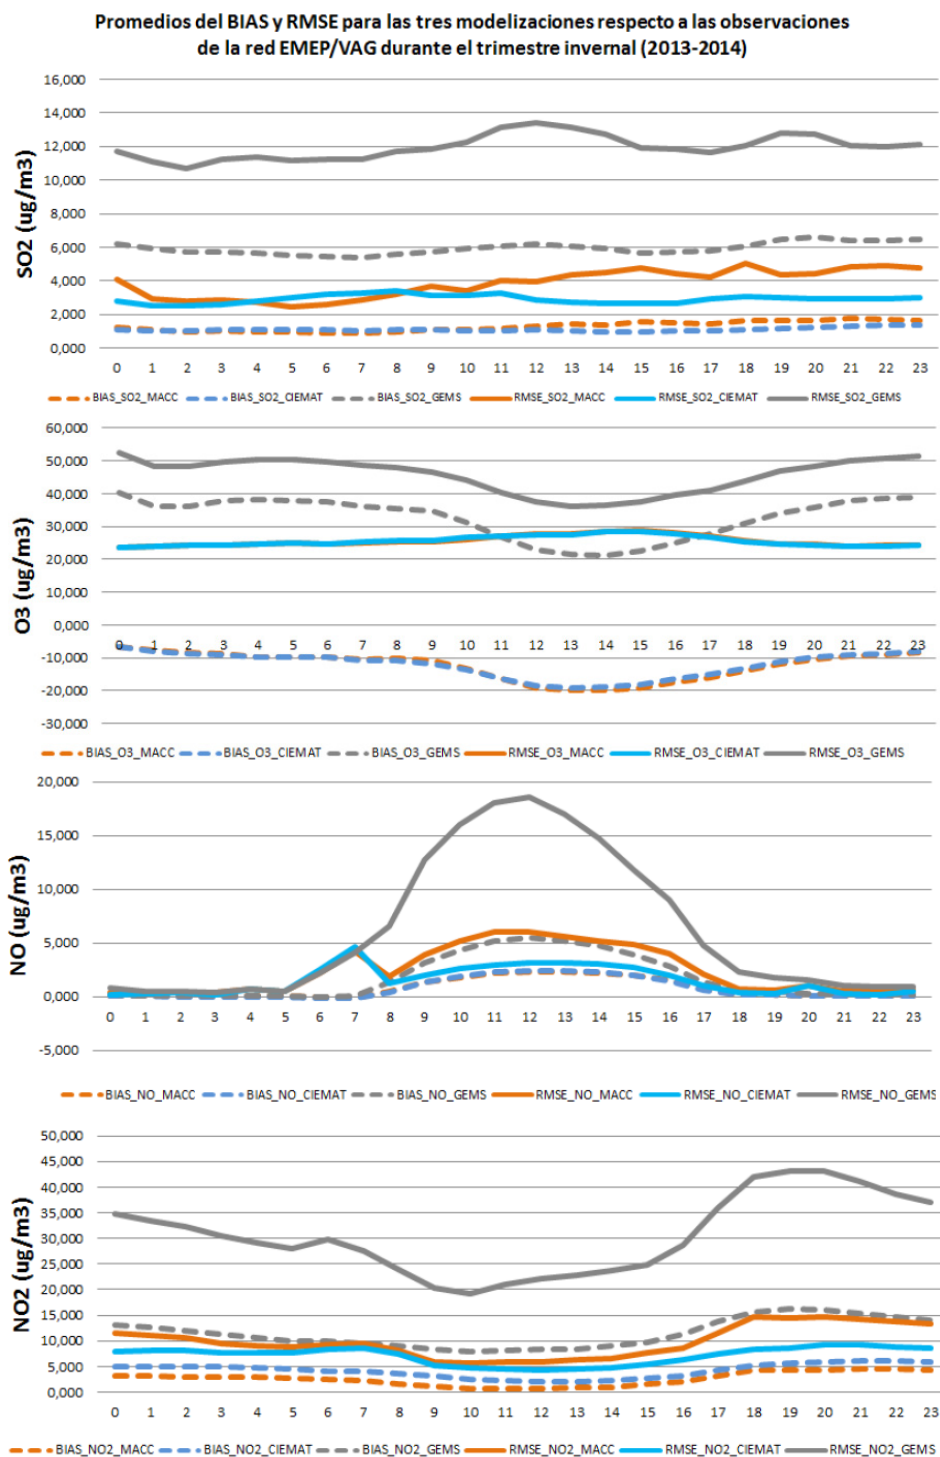 Promedios del BIAS y RMSE para las tres modelizaciones respecto a las observaciones
de la red EMEP/VAG durante el trimestre invernal (2013-2014)
SO2 (ug/m3)
16,000
14,000
12,000
10,000
8,000
6,000
4,000
2,000
0,000
0 1 2 3 4 5 6 7 8 9 10 11 12 13 14 15 16 17 18 19 20 21 22 23
BIAS_SO2_MACC BIAS_SO2_CIEMAT BIAS_SO2_GEMS RMSE_SO2_MACC RMSE_SO2_CIEMAT RMSE_SO2_GEMS
O3 (ug/m3)
60,000
50,000
40,000
30,000
20,000
10,000
0,000
-10,000
-20,000
-30,000
0 1 2 3 4 5 6 7 8 9 10 11 12 13 14 15 16 17 18 19 20 21 22 23
BIAS_O3_MACC BIAS_O3_CIEMAT BIAS_O3_GEMS RMSE_O3_MACC RMSE_O3_CIEMAT RMSE_O3_GEMS
NO (ug/m3)
20,000
15,000
10,000
5,000
0,000
-5,000
0 1 2 3 4 5 6 7 8 9 10 11 12 13 14 15 16 17 18 19 20 21 22 23
BIAS_NO_MACC BIAS_NO_CIEMAT BIAS_NO_GEMS RMSE_NO_MACC RMSE_NO_CIEMAT RMSE_NO_GEMS
NO2 (ug/m3)
50,000
45,000
40,000
35,000
30,000
25,000
20,000
15,000
10,000
5,000
0,000
0 1 2 3 4 5 6 7 8 9 10 11 12 13 14 15 16 17 18 19 20 21 22 23
BIAS_NO2_MACC BIAS_NO2_CIEMAT BIAS_NO2_GEMS RMSE_NO2_MACC RMSE_NO2_CIEMAT RMSE_NO2_GEMS